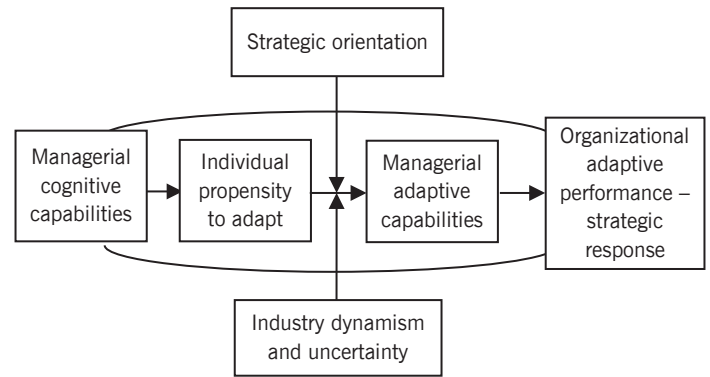 Strategic orientation
Managerial
cognitive
capabilities
Individual
propensity
to adapt
Managerial
adaptive
capabilities
Organizational
adaptive
performance –
strategic
response
Industry dynamism
and uncertainty